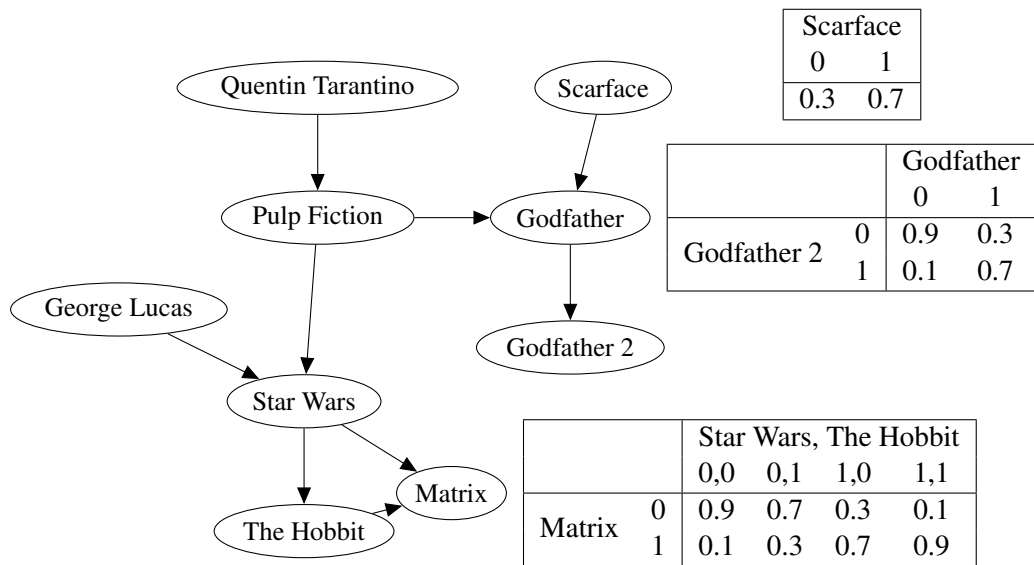 Quentin Tarantino
Scarface
Scarface
0 1
0.3 0.7
Pulp Fiction
Godfather
Godfather
0 1
Godfather 2 0 0.9 0.3
1 0.1 0.7
George Lucas
Godfather 2
Star Wars
Matrix
The Hobbit
Star Wars, The Hobbit
0,0 0,1 1,0 1,1
Matrix 0 0.9 0.7 0.3 0.1
1 0.1 0.3 0.7 0.9